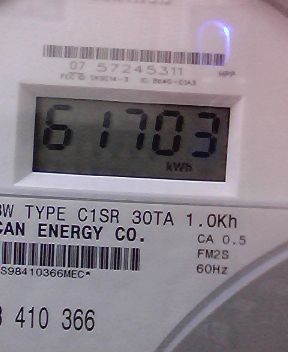 07 57245311
61703
kWh
3W TYPE C1SR 30TA 1.0Kh
CAN ENERGY CO.
CA 0.5
FM2S
S98410366MEC*
60Hz
410 366